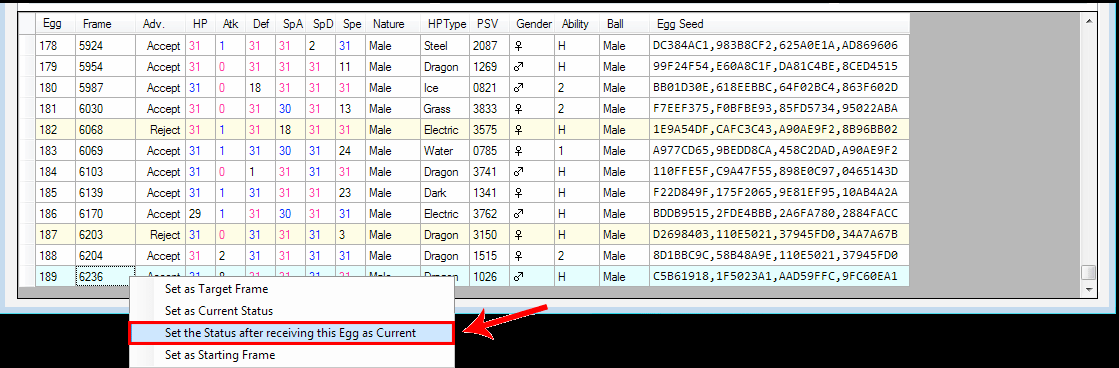 Egg Frame Adv. HP Atk Def SpA SpD Spe Nature HPType PSV Gender Ability Ball Egg Seed
178 5924 Accept 31 1 31 31 2 31 Male Steel 2087 ♀ H Male DC384AC1,983B8CF2,625A0E1A,AD869606
179 5954 Accept 31 0 31 31 31 11 Male Dragon 1269 ♂ H Male 99F24F54,E60A8C1F,DA81C4BE,8CED4515
180 5987 Accept 31 0 18 31 31 31 Male Ice 0821 ♂ 2 Male BB01D30E,618EEBBC,64F02BC4,863F602D
181 6030 Accept 31 0 31 30 31 13 Male Grass 3833 ♀ 2 Male F7EEF375,F0BFBE93,85FD5734,95022ABA
182 6068 Reject 31 1 31 18 31 31 Male Electric 3575 ♀ H Male 1E9A54DF,CAFC3C43,A90AE9F2,8B96BB02
183 6069 Accept 31 1 31 30 31 24 Male Water 0785 ♀ 1 Male A977CD65,9BEDD8CA,458C2DAD,A90AE9F2
184 6103 Accept 31 0 1 31 31 31 Male Dragon 3741 ♂ H Male 110FFE5F,C9A47F55,898E0C97,0465143D
185 6139 Accept 31 1 31 31 31 23 Male Dark 1341 ♀ H Male F22D849F,175F2065,9E81EF95,10AB4A2A
186 6170 Accept 29 1 31 30 31 31 Male Electric 3762 ♂ H Male BDDB9515,2FDE4BBB,2A6FA780,2884FACC
187 6203 Reject 31 0 31 31 31 3 Male Dragon 3150 ♀ H Male D2698403,110E5021,37945FD0,34A7A67B
188 6204 Accept 31 2 31 31 31 31 Male Dragon 1515 ♀ 2 Male 8D1BBC9C,58B48A9E,110E5021,37945FD0
189 6236 Accept 31 8 31 31 31 31 Male Dragon 1026 ♂ H Male C5B61918,1F5023A1,AAD59FFC,9FC60EA1
Set as Target Frame
Set as Current Status
Set the Status after receiving this Egg as Current
Set as Starting Frame